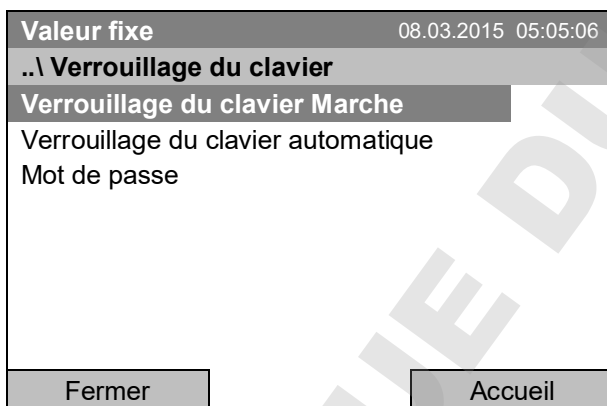 Valeur fixe 08.03.2015 05:05:06
..\ Verrouillage du clavier
Verrouillage du clavier Marche
Verrouillage du clavier automatique
Mot de passe
Fermer Accueil